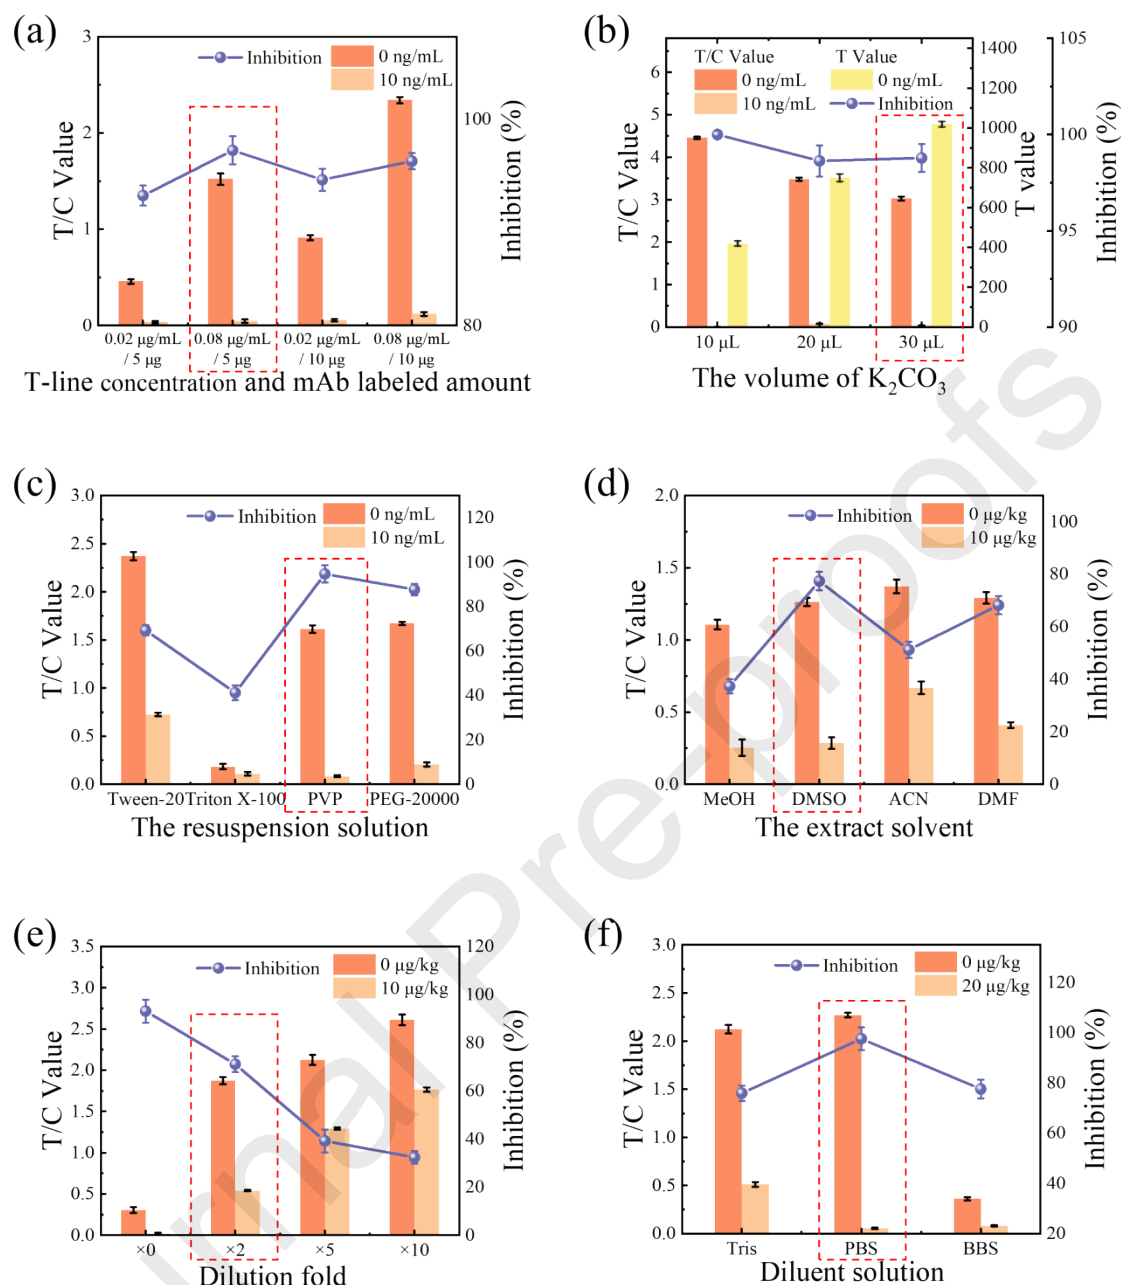 (a)
3
2
1
0
T/C Value
Inhibition
0 ng/mL
10 ng/mL
100
80
Inhibition (%)
0.02 μg/mL
/ 5 μg
0.08 μg/mL
/ 5 μg
0.02 μg/mL
/ 10 μg
0.08 μg/mL
/ 10 μg
T-line concentration and mAb labeled amount
(b)
6
5
4
3
2
1
0
T/C Value
T/C Value
0 ng/mL
10 ng/mL
T Value
0 ng/mL
Inhibition
1400
1200
1000
800
600
400
200
0
T value
105
100
95
90
Inhibition (%)
10 μL
20 μL
30 μL
The volume of K2CO3
(c)
3.0
2.5
2.0
1.5
1.0
0.5
0.0
T/C Value
Inhibition
0 ng/mL
10 ng/mL
120
100
80
60
40
20
0
Inhibition (%)
Tween-20
Triton X-100
PVP
PEG-20000
The resuspension solution
(d)
2.0
1.5
1.0
0.5
0.0
T/C Value
Inhibition
0 μg/kg
10 μg/kg
100
80
60
40
20
0
Inhibition (%)
MeOH
DMSO
ACN
DMF
The extract solvent
(e)
3.5
3.0
2.5
2.0
1.5
1.0
0.5
0.0
T/C Value
Inhibition
0 μg/kg
10 μg/kg
120
100
80
60
40
20
0
Inhibition (%)
×0
×2
×5
×10
Dilution fold
(f)
3.0
2.5
2.0
1.5
1.0
0.5
0.0
T/C Value
Inhibition
0 μg/kg
20 μg/kg
120
100
80
60
40
20
Inhibition (%)
Tris
PBS
BBS
Diluent solution
rnal Pre-proofs